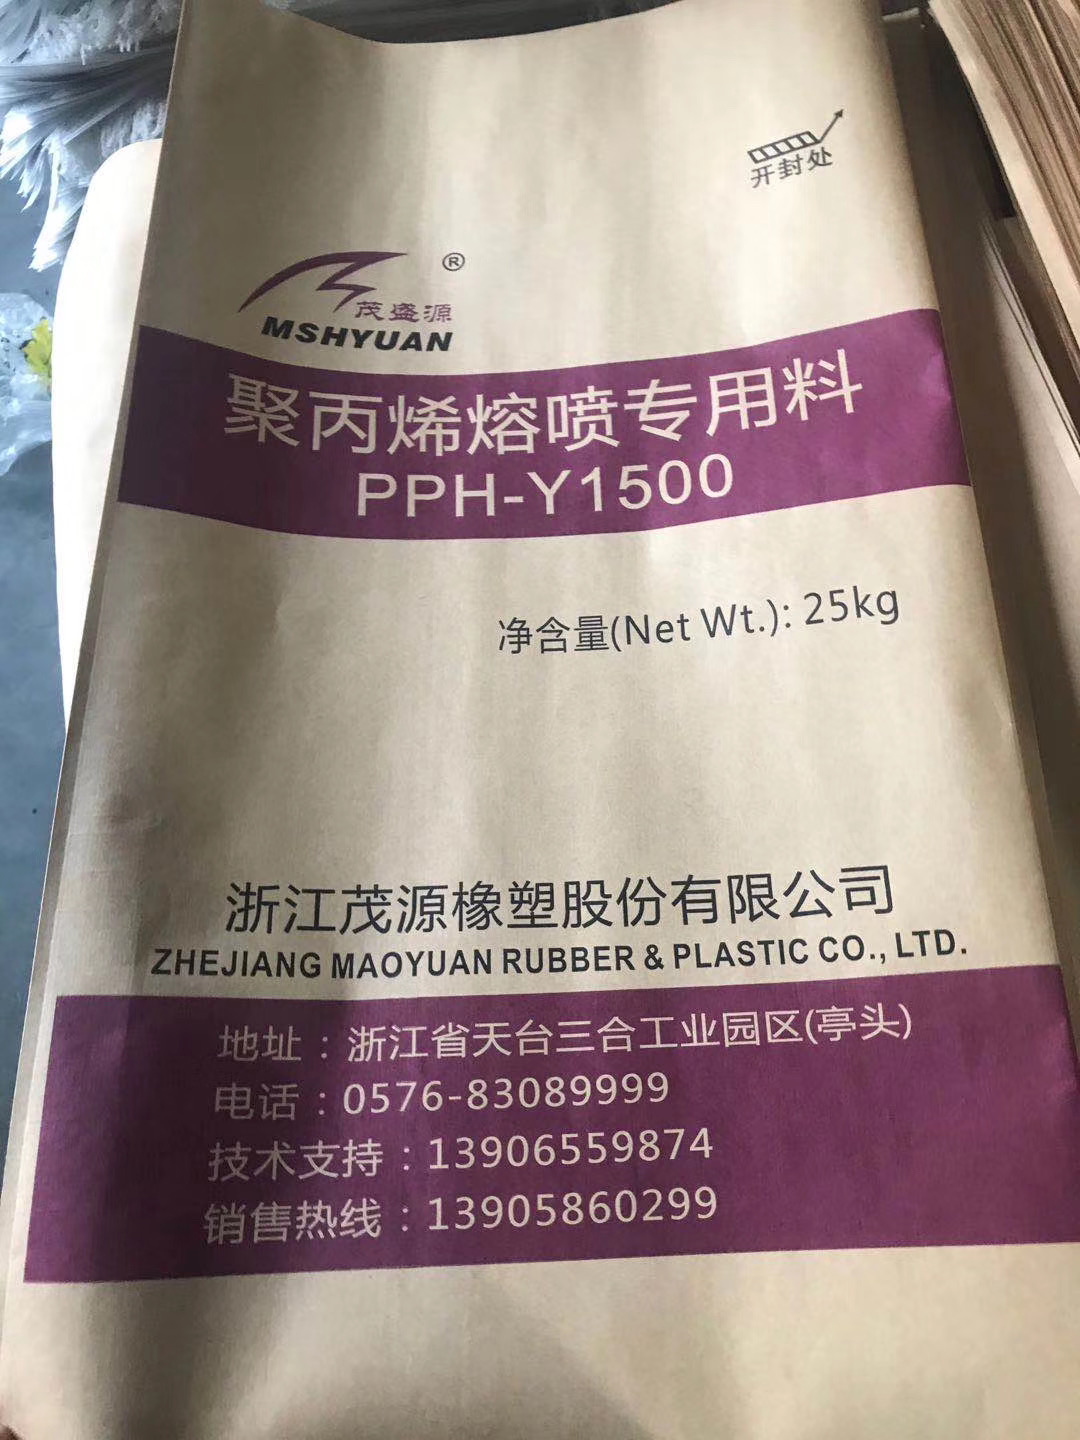 开封处
®
茂盛源
MSHYUAN
聚丙烯熔喷专用料
PPH-Y1500
净含量(Net Wt.): 25kg
浙江茂源橡塑股份有限公司
ZHEJIANG MAOYUAN RUBBER & PLASTIC CO., LTD.
地址：浙江省天台三合工业园区(亭头)
电话：0576-83089999
技术支持：13906559874
销售热线：13905860299